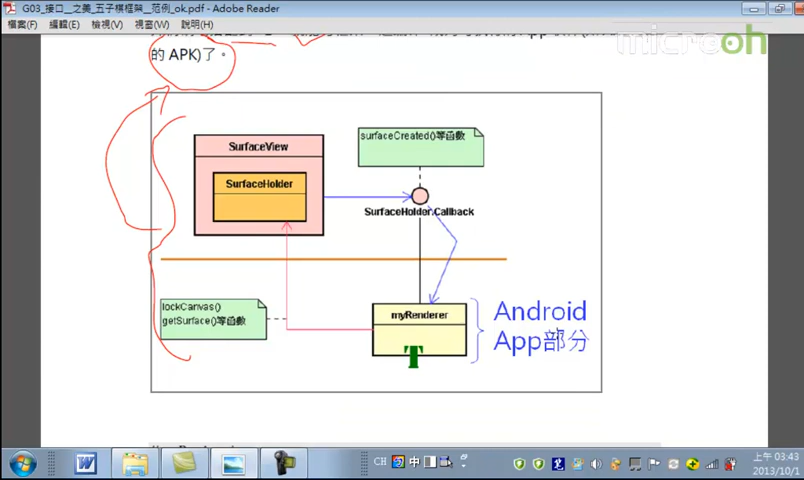 G03_接口__之美_五子棋框架__范例_ok.pdf - Adobe Reader
檔案(F) 編輯(E) 檢視(V) 視窗(W) 說明(H)
microoh
的 APK)了。
SurfaceView
SurfaceHolder
surfaceCreated()等函數
SurfaceHolder.Callback
lockCanvas()
getSurface()等函數
myRenderer
T
Android
App部分
CH 中
上午 03:43
2013/10/1